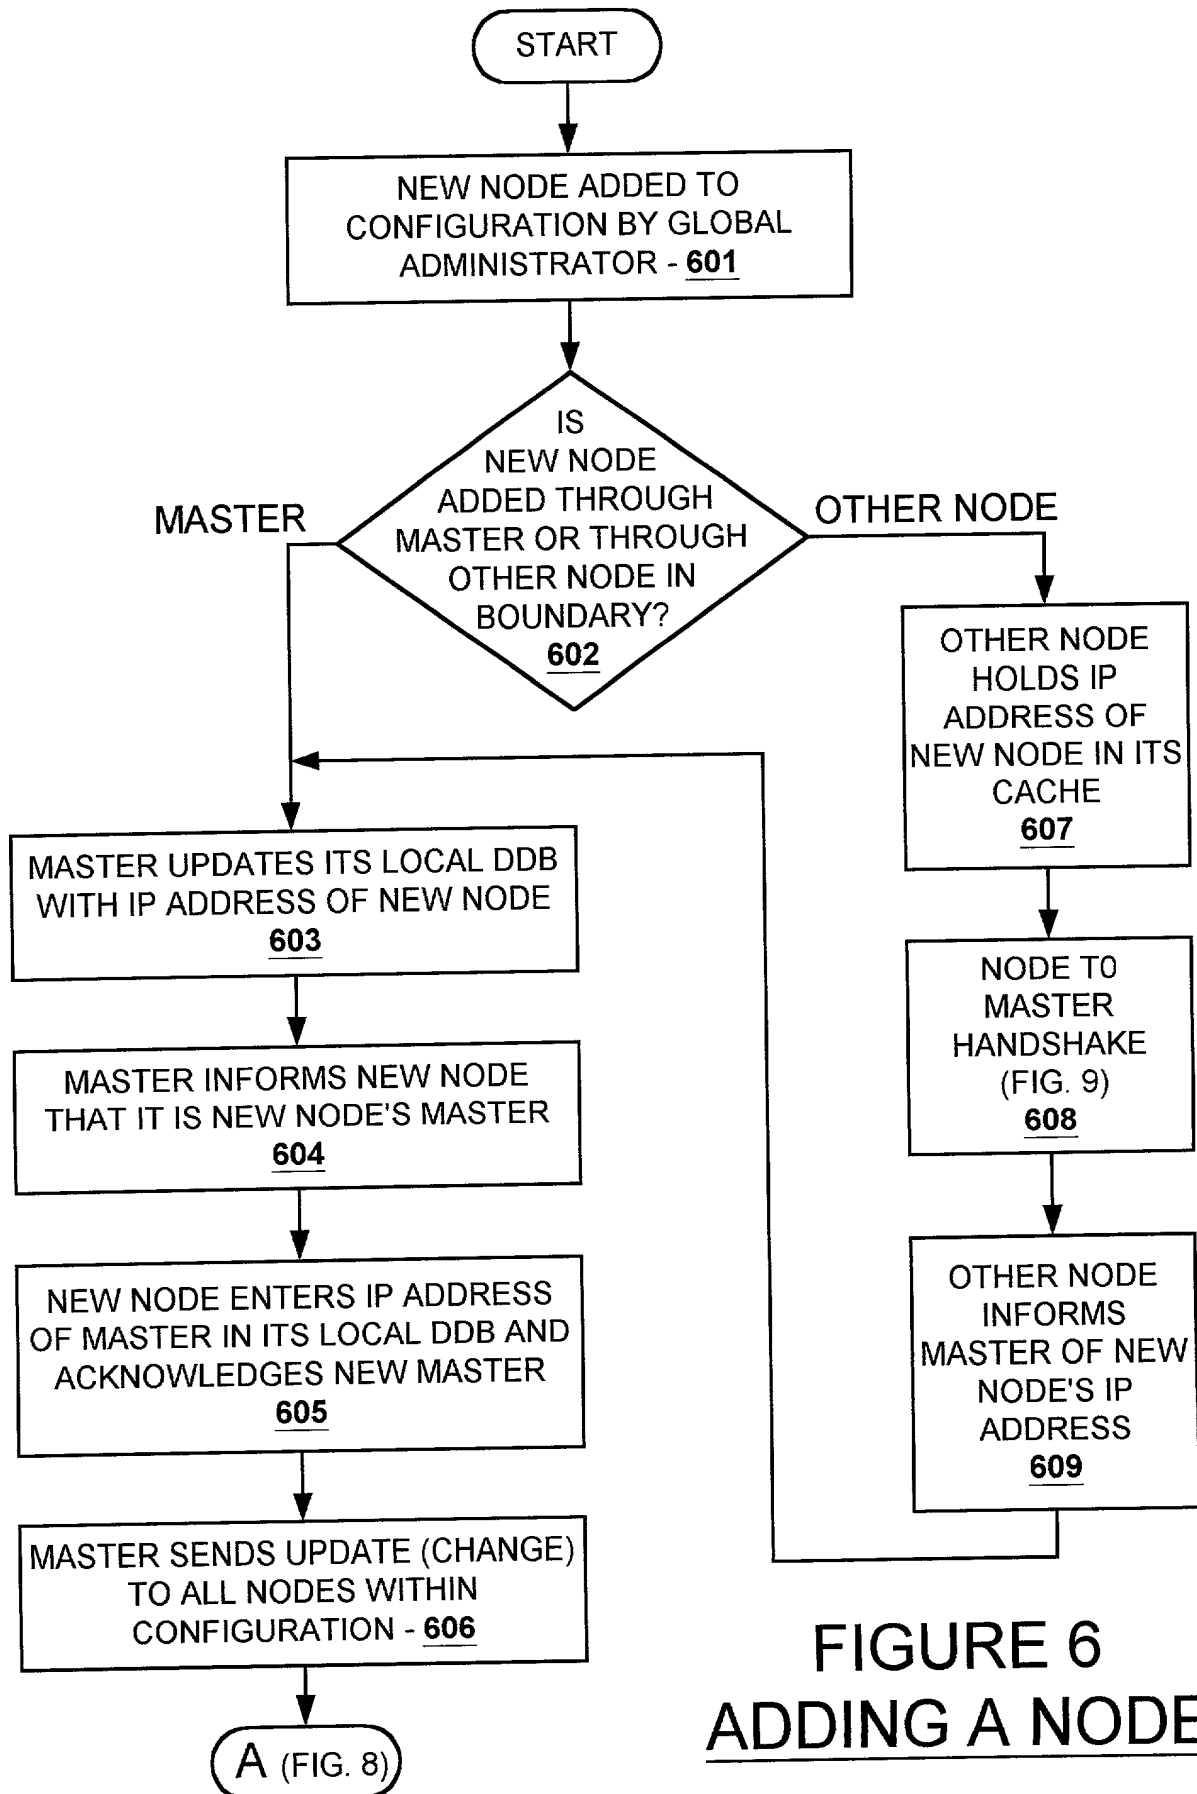 START
NEW NODE ADDED TO
CONFIGURATION BY GLOBAL
ADMINISTRATOR - 601
IS
NEW NODE
ADDED THROUGH
MASTER OR THROUGH
OTHER NODE IN
BOUNDARY?
602
MASTER
OTHER NODE
MASTER UPDATES ITS LOCAL DDB
WITH IP ADDRESS OF NEW NODE
603
MASTER INFORMS NEW NODE
THAT IT IS NEW NODE'S MASTER
604
NEW NODE ENTERS IP ADDRESS
OF MASTER IN ITS LOCAL DDB AND
ACKNOWLEDGES NEW MASTER
605
MASTER SENDS UPDATE (CHANGE)
TO ALL NODES WITHIN
CONFIGURATION - 606
A (FIG. 8)
OTHER NODE
HOLDS IP
ADDRESS OF
NEW NODE IN ITS
CACHE
607
NODE TO
MASTER
HANDSHAKE
(FIG. 9)
608
OTHER NODE
INFORMS
MASTER OF NEW
NODE'S IP
ADDRESS
609
FIGURE 6
ADDING A NODE